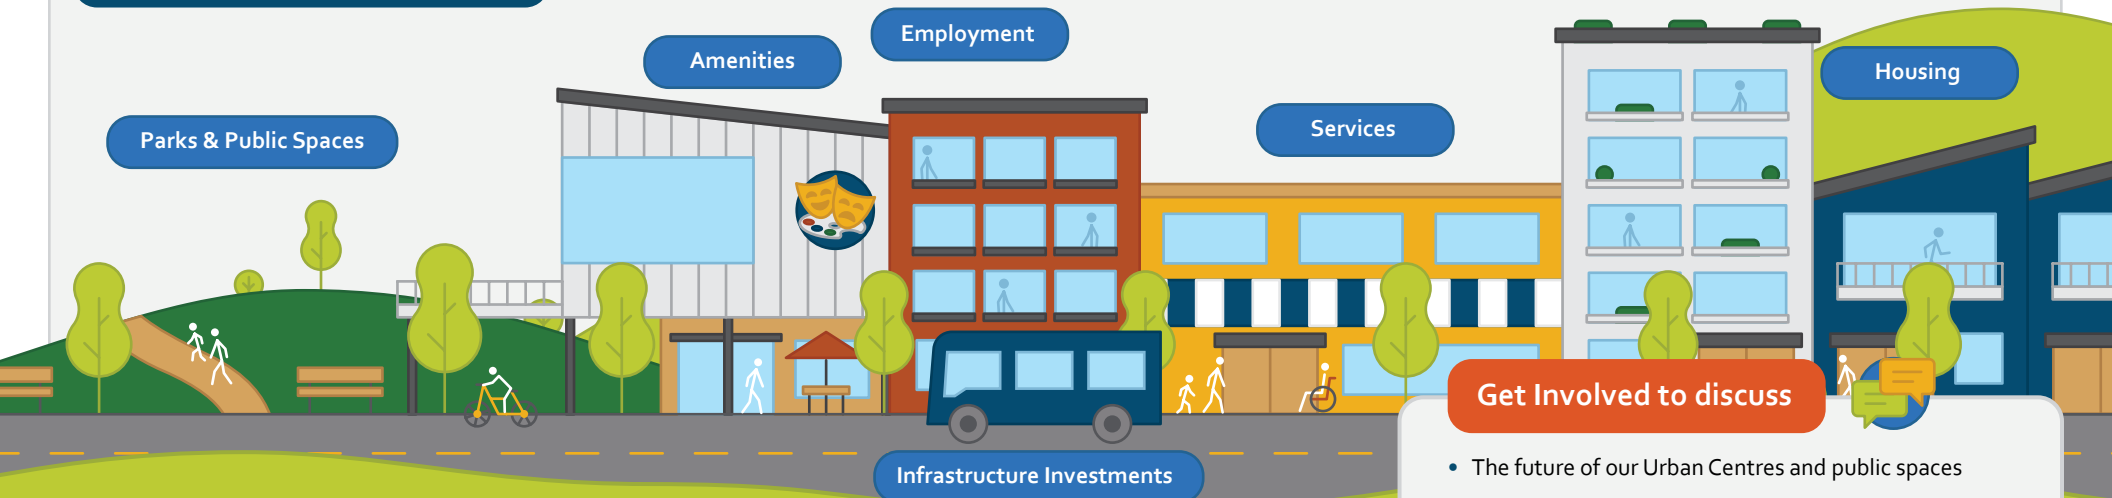 Employment
Amenities
Housing
Services
Parks & Public Spaces
Get Involved to discuss
• The future of our Urban Centres and public spaces
Infrastructure Investments